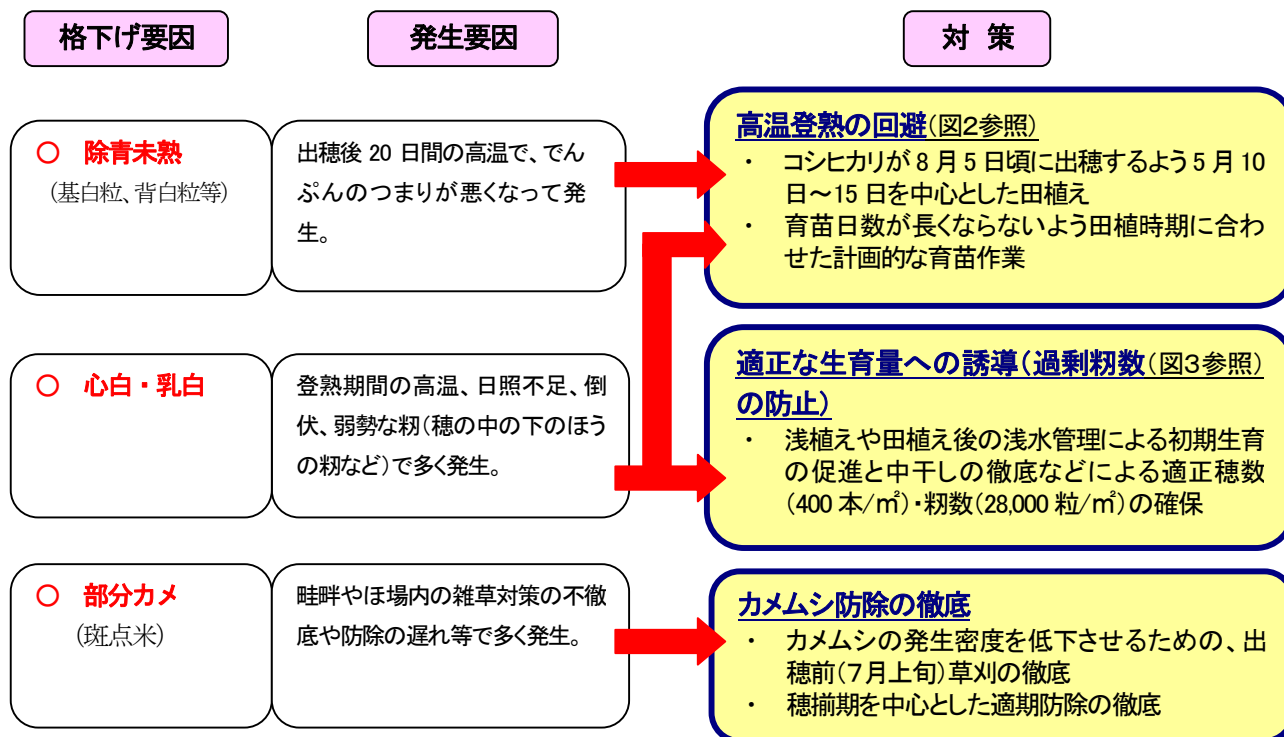 格下げ要因
発生要因
対 策
○ 除青未熟
(基白粒、背白粒等)
出穂後 20 日間の高温で、でん
ぷんのつまりが悪くなって発
生。
高温登熟の回避(図2参照)
・ コシヒカリが 8 月 5 日頃に出穂するよう 5 月 10
日～15 日を中心とした田植え
・ 育苗日数が長くならないよう田植時期に合わ
せた計画的な育苗作業
○ 心白・乳白
登熟期間の高温、日照不足、倒
伏、弱勢な籾(穂の中の下のほう
の籾など)で多く発生。
適正な生育量への誘導(過剰籾数(図3参照)
の防止)
・ 浅植えや田植え後の浅水管理による初期生育
の促進と中干しの徹底などによる適正穂数
(400 本/㎡)・籾数(28,000 粒/㎡)の確保
○ 部分カメ
(斑点米)
畦畔やほ場内の雑草対策の不徹
底や防除の遅れ等で多く発生。
カメムシ防除の徹底
・ カメムシの発生密度を低下させるための、出
穂前(7月上旬)草刈の徹底
・ 穂揃期を中心とした適期防除の徹底